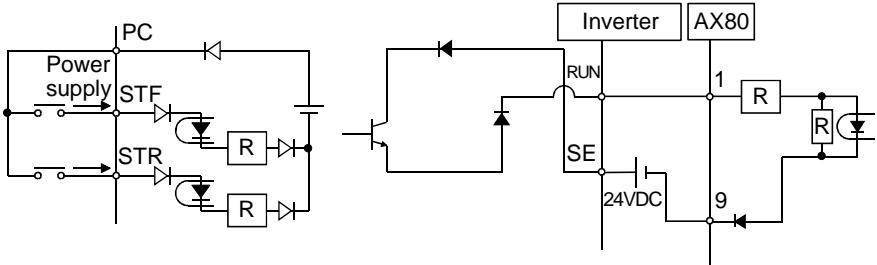 PC
Power
supply
STF
R
STR
R
Inverter
AX80
RUN
1
R
R
SE
24VDC
9